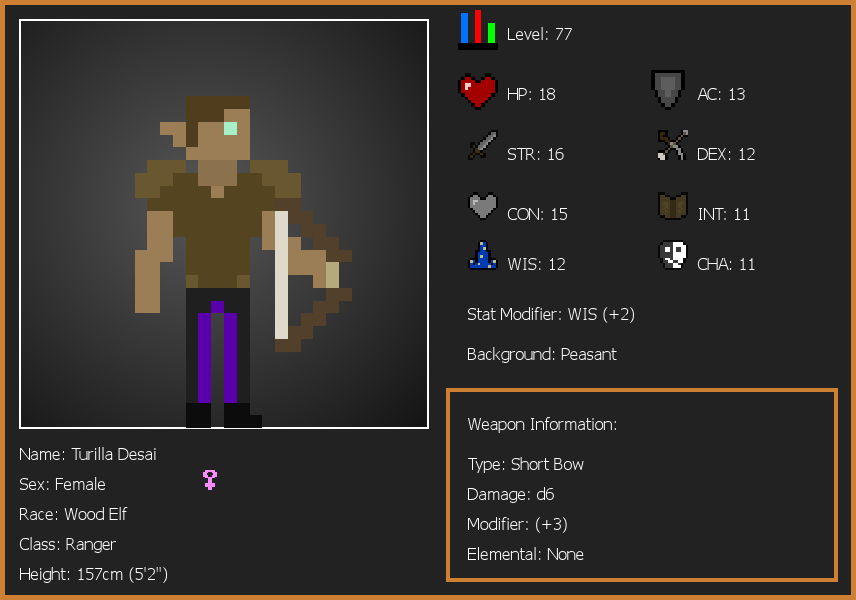 Level: 77
HP: 18
AC: 13
STR: 16
DEX: 12
CON: 15
INT: 11
WIS: 12
CHA: 11
Stat Modifier: WIS (+2)
Background: Peasant
Weapon Information:
Type: Short Bow
Damage: d6
Modifier: (+3)
Elemental: None
Name: Turilla Desai
Sex: Female
Race: Wood Elf
Class: Ranger
Height: 157cm (5'2")